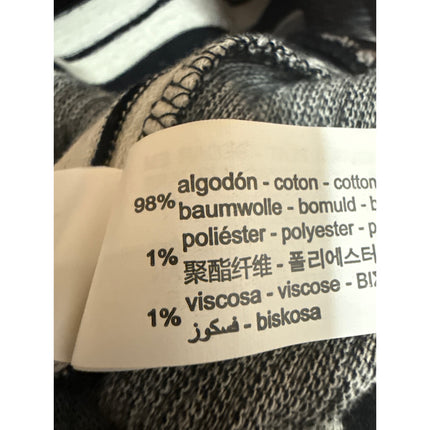 98% algodón - coton - cotton
baumwolle - bomuld - b
1% poliéster - polyester - p
聚酯纤维 - 폴리에스터
1% viscosa - viscose - BI
فسكوز - biskosa